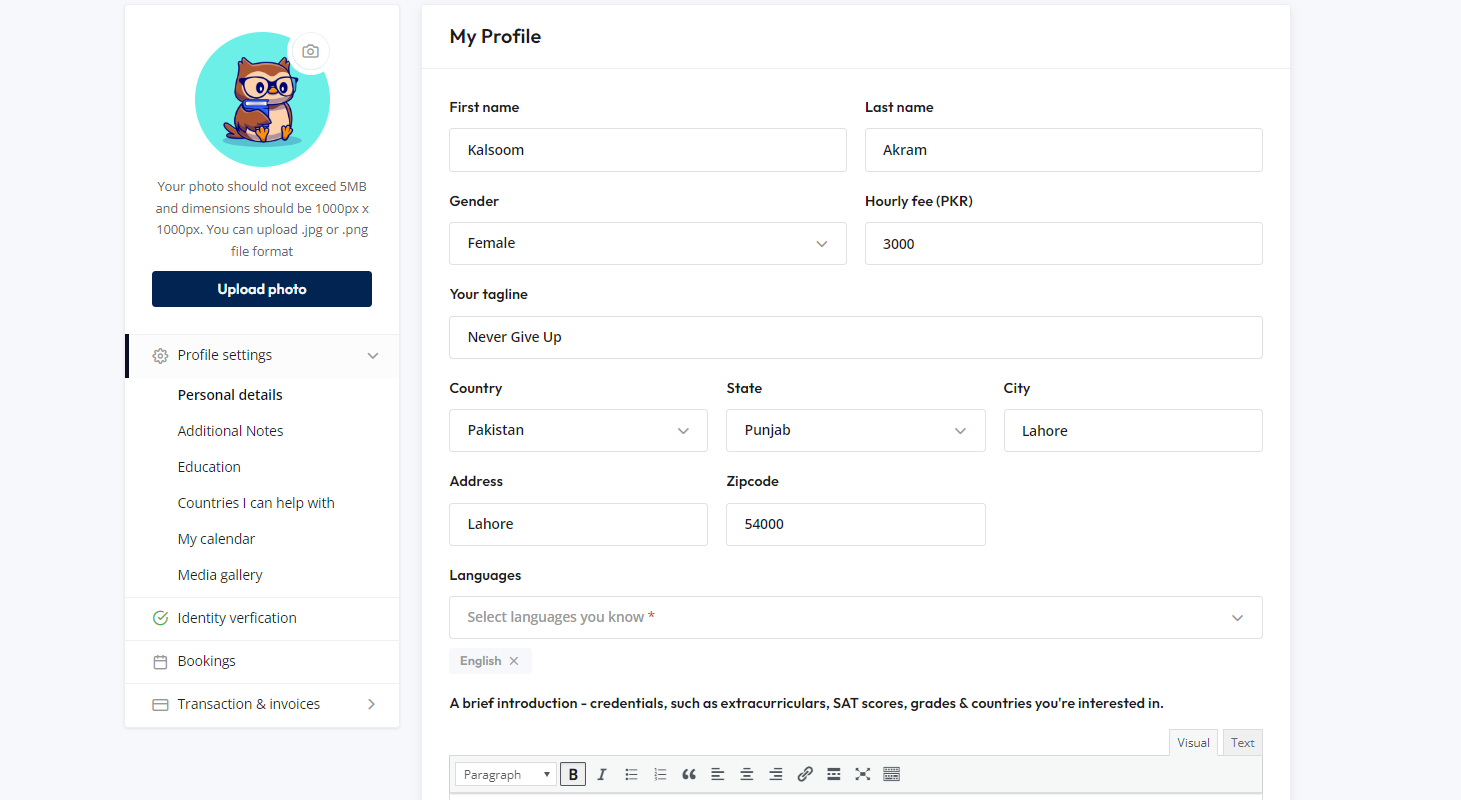 Your photo should not exceed 5MB
and dimensions should be 1000px x
1000px. You can upload .jpg or .png
file format
Upload photo
Profile settings
Personal details
Additional Notes
Education
Countries I can help with
My calendar
Media gallery
Identity verfication
Bookings
Transaction & invoices
My Profile
First name
Last name
Kalsoom
Akram
Gender
Hourly fee (PKR)
Female
3000
Your tagline
Never Give Up
Country
State
City
Pakistan
Punjab
Lahore
Address
Zipcode
Lahore
54000
Languages
Select languages you know *
English
A brief introduction - credentials, such as extracurriculars, SAT scores, grades & countries you're interested in.
Visual
Text
Paragraph
B
I